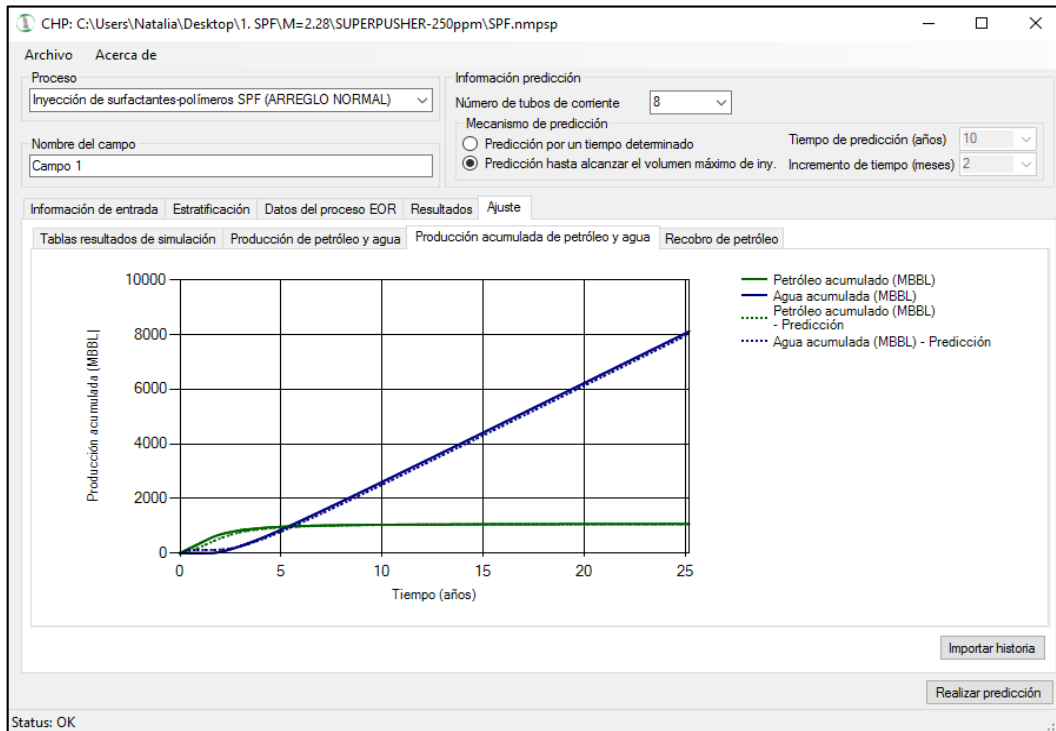 CHP: C:\Users\Natalia\Desktop\1. SPF\M=2.28\SUPERPUSHER-250ppm\SPF.nmpsp
Archivo Acerca de
Proceso
Inyección de surfactantes-polímeros SPF (ARREGLO NORMAL)
Nombre del campo
Campo 1
Información predicción
Número de tubos de corriente 8
Mecanismo de predicción
Predicción por un tiempo determinado
Predicción hasta alcanzar el volumen máximo de iny.
Tiempo de predicción (años) 10
Incremento de tiempo (meses) 2
Información de entrada Estratificación Datos del proceso EOR Resultados Ajuste
Tablas resultados de simulación Producción de petróleo y agua Producción acumulada de petróleo y agua Recobro de petróleo
Producción acumulada (MBBL)
10000
8000
6000
4000
2000
0
0 5 10 15 20 25
Tiempo (años)
Petróleo acumulado (MBBL)
Agua acumulada (MBBL)
Petróleo acumulado (MBBL)
- Predicción
Agua acumulada (MBBL) - Predicción
Importar historia
Realizar predicción
Status: OK